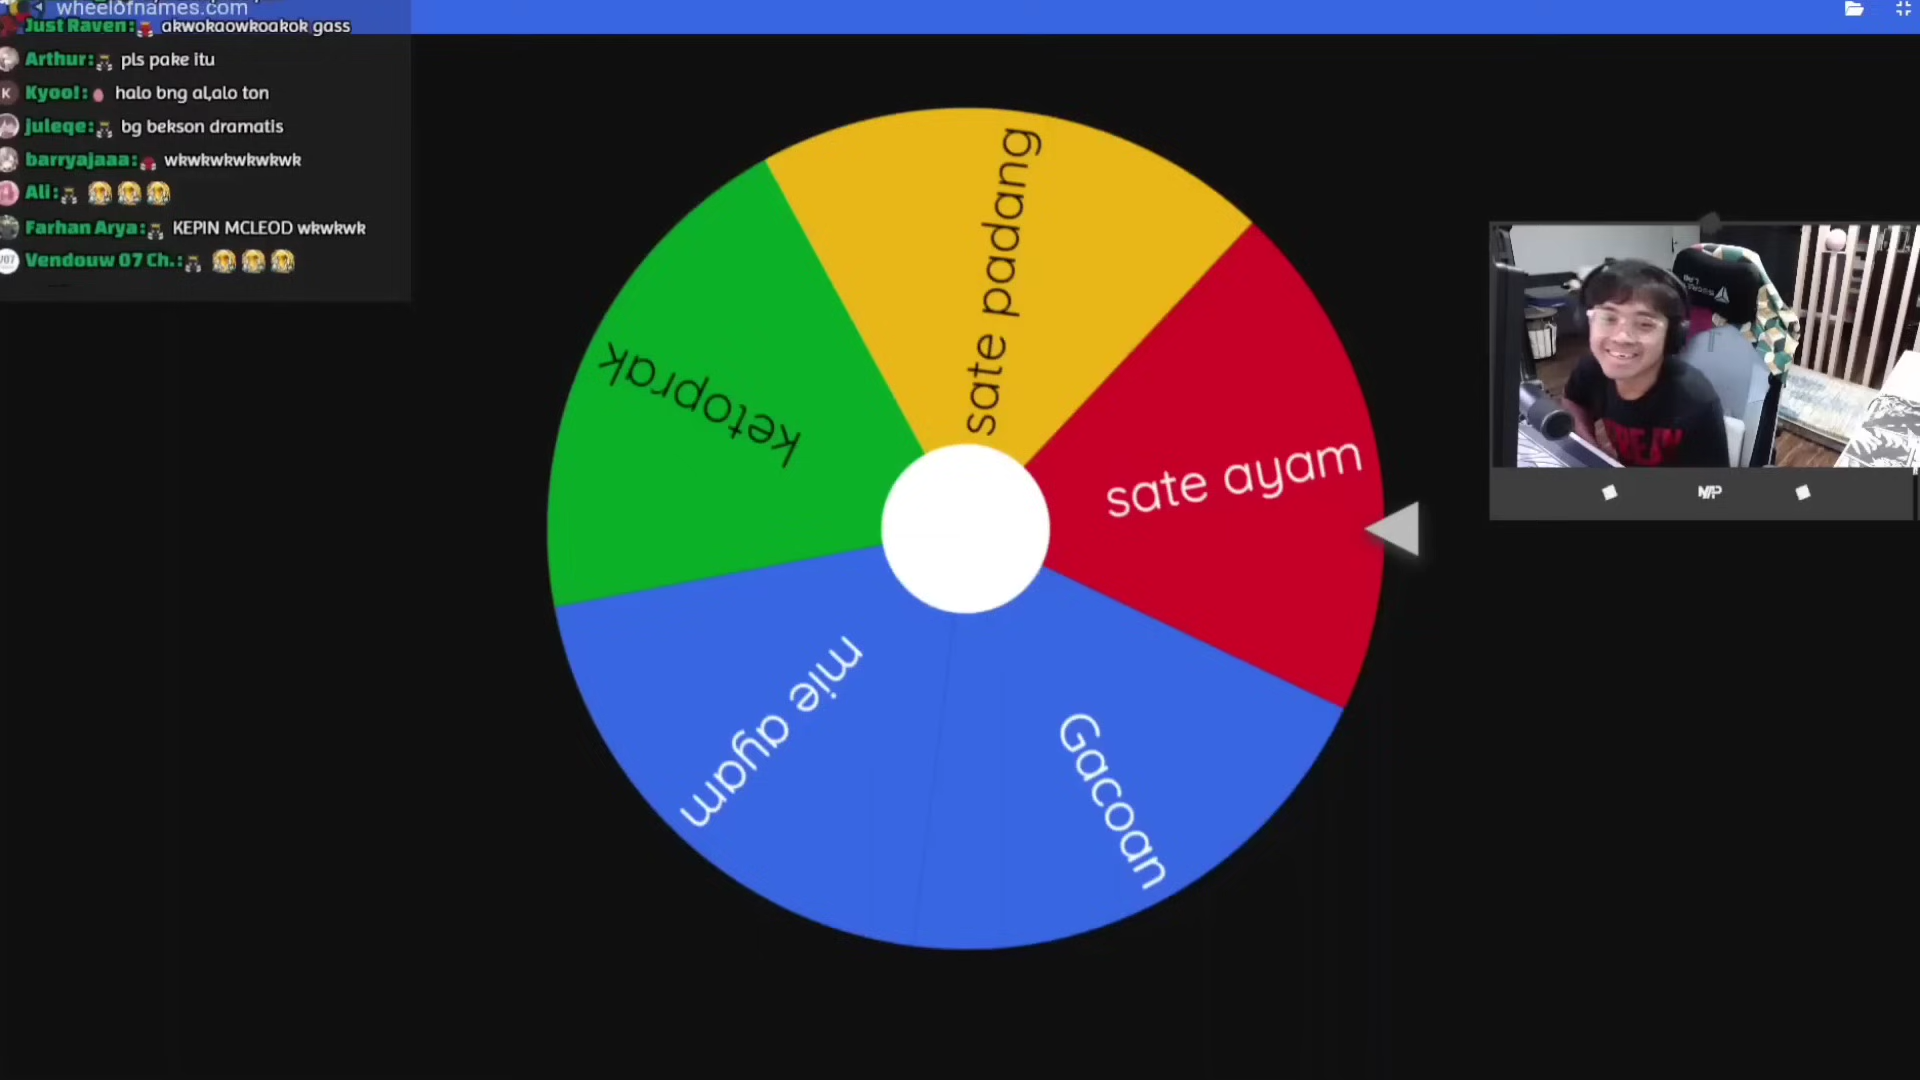 wheelofnames.com
Just Raven: akwokaowkoakok gass
Arthur: pls pake itu
K Kyoo!: halo bng al,alo ton
juleqe: bg bekson dramatis
barryajaaa: wkwkwkwkwkwk
Ali:
Farhan Arya: KEPIN MCLEOD wkwkwk
Vendouw 07 Ch.:
sate padang
ketoprak
sate ayam
mie ayam
Gacoan